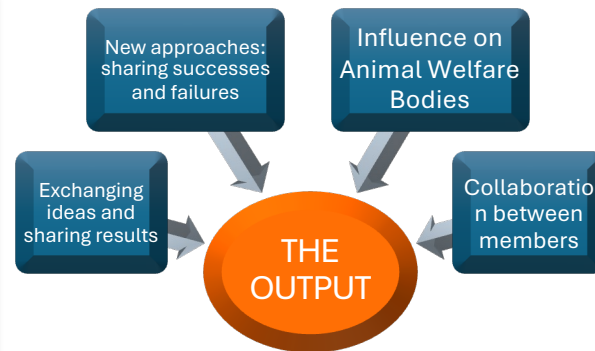 New approaches:
sharing successes
and failures
Influence on
Animal Welfare
Bodies
Exchanging
ideas and
sharing results
Collaboratio
n between
members
THE
OUTPUT